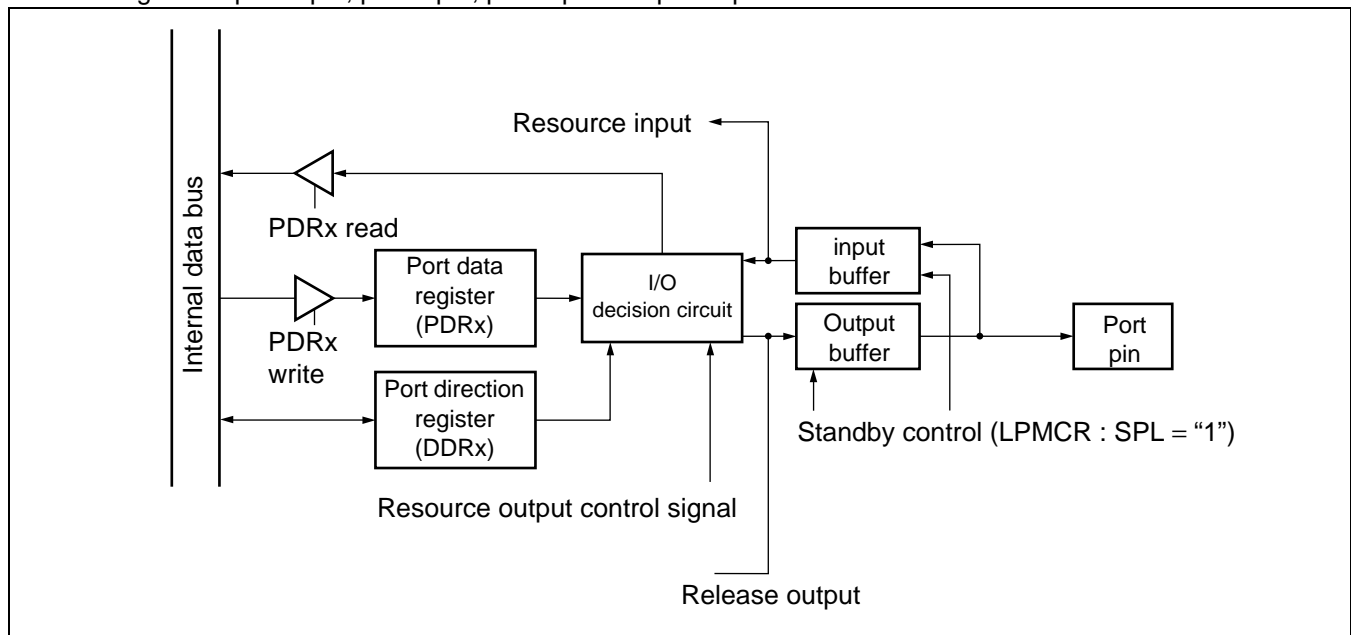 Resource input
Internal data bus
PDRx read
Port data
register
(PDRx)
I/O
decision circuit
input
buffer
PDRx
write
Output
buffer
Port
pin
Port direction
register
(DDRx)
Standby control (LPMCR : SPL = “1”)
Resource output control signal
Release output